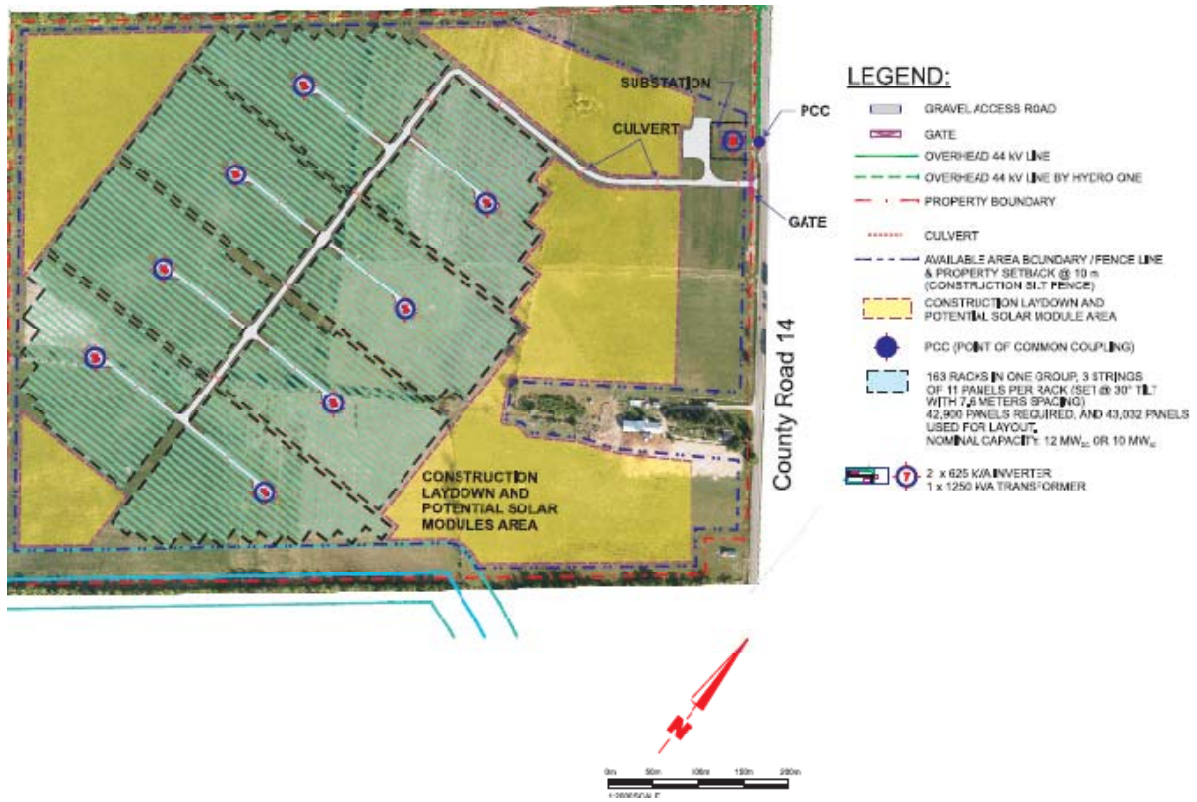 SUBSTATION
CULVERT
PCC
GATE
County Road 14
CONSTRUCTION
LAYDOWN AND
POTENTIAL SOLAR
MODULES AREA
LEGEND:
GRAVEL ACCESS ROAD
GATE
OVERHEAD 44 kV LINE
OVERHEAD 44 kV LINE BY HYDRO ONE
PROPERTY BOUNDARY
CULVERT
AVAILABLE AREA BOUNDARY / FENCE LINE
& PROPERTY SETBACK @ 10 m
(CONSTRUCTION SILT FENCE)
CONSTRUCTION LAYDOWN AND
POTENTIAL SOLAR MODULE AREA
PCC (POINT OF COMMON COUPLING)
163 RACKS IN ONE GROUP, 3 STRINGS
OF 11 PANELS PER RACK (SET @ 30° TILT
WITH 7.6 METERS SPACING)
42,900 PANELS REQUIRED, AND 43,032 PANELS
USED FOR LAYOUT.
NOMINAL CAPACITY: 12 MW OR 10 MW
7
2 x 625 kVA INVERTER
1 x 1250 kVA TRANSFORMER
N
0m 50m 100m 150m 200m
1:2000 SCALE